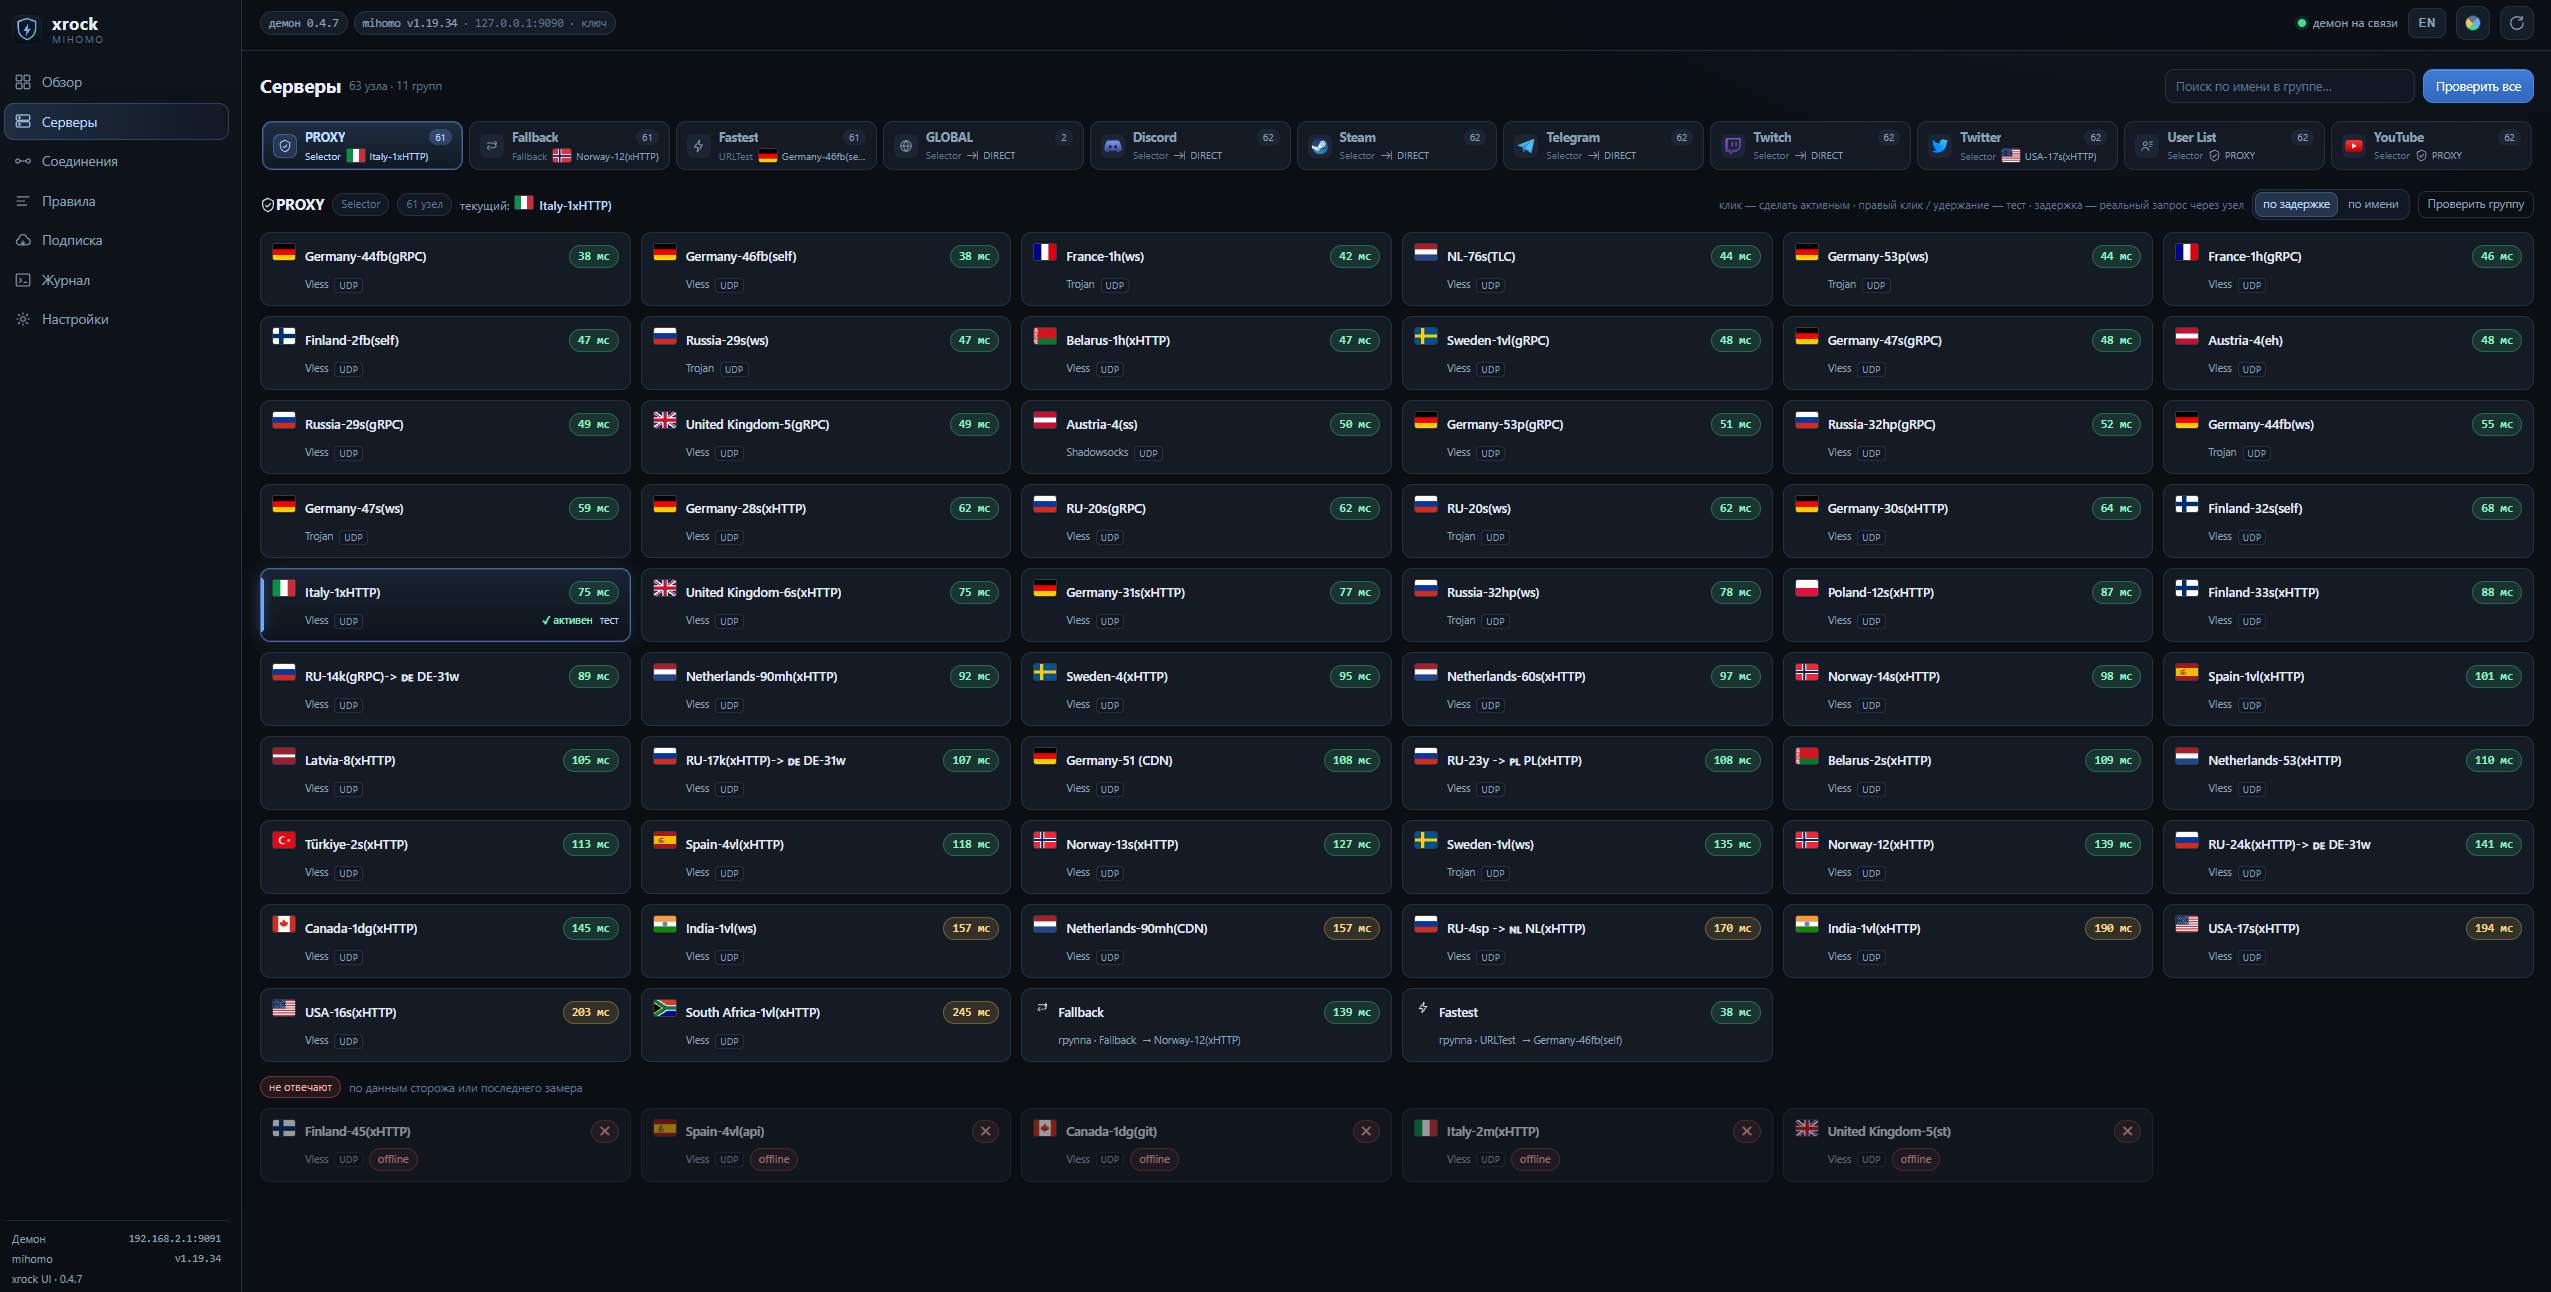 xrock
MIHOMO
демон 0.4.7
mihomo v1.19.34 · 127.0.0.1:9090 · ключ
демон на связи
EN
Обзор
Серверы
Соединения
Правила
Подписка
Журнал
Настройки
Серверы 63 узла · 11 групп
Поиск по имени в группе...
Проверить все
PROXY 61
Selector Italy-1xHTTP)
Fallback 61
Fallback Norway-12(xHTTP)
Fastest 61
URLTest Germany-46fb(se...
GLOBAL 2
Selector DIRECT
Discord 62
Selector DIRECT
Steam 62
Selector DIRECT
Telegram 62
Selector DIRECT
Twitch 62
Selector DIRECT
Twitter 62
Selector USA-17s(xHTTP)
User List 62
Selector PROXY
YouTube 62
Selector PROXY
PROXY Selector 61 узел текущий: Italy-1xHTTP)
клик — сделать активным · правый клик / удержание — тест · задержка — реальный запрос через узел
по задержке по имени
Проверить группу
Germany-44fb(gRPC) 38 мс
Vless UDP
Germany-46fb(self) 38 мс
Vless UDP
France-1h(ws) 42 мс
Trojan UDP
NL-76s(TLC) 44 мс
Vless UDP
Germany-53p(ws) 44 мс
Trojan UDP
France-1h(gRPC) 46 мс
Vless UDP
Finland-2fb(self) 47 мс
Vless UDP
Russia-29s(ws) 47 мс
Trojan UDP
Belarus-1h(xHTTP) 47 мс
Vless UDP
Sweden-1vl(gRPC) 48 мс
Vless UDP
Germany-47s(gRPC) 48 мс
Vless UDP
Austria-4(eh) 48 мс
Vless UDP
Russia-29s(gRPC) 49 мс
Vless UDP
United Kingdom-5(gRPC) 49 мс
Vless UDP
Austria-4(ss) 50 мс
Shadowsocks UDP
Germany-53p(gRPC) 51 мс
Vless UDP
Russia-32hp(gRPC) 52 мс
Vless UDP
Germany-44fb(ws) 55 мс
Trojan UDP
Germany-47s(ws) 59 мс
Trojan UDP
Germany-28s(xHTTP) 62 мс
Vless UDP
RU-20s(gRPC) 62 мс
Vless UDP
RU-20s(ws) 62 мс
Trojan UDP
Germany-30s(xHTTP) 64 мс
Vless UDP
Finland-32s(self) 68 мс
Vless UDP
Italy-1xHTTP) 75 мс
Vless UDP ✓ активен тест
United Kingdom-6s(xHTTP) 75 мс
Vless UDP
Germany-31s(xHTTP) 77 мс
Vless UDP
Russia-32hp(ws) 78 мс
Trojan UDP
Poland-12s(xHTTP) 87 мс
Vless UDP
Finland-33s(xHTTP) 88 мс
Vless UDP
RU-14k(gRPC)-> DE DE-31w 89 мс
Vless UDP
Netherlands-90mh(xHTTP) 92 мс
Vless UDP
Sweden-4(xHTTP) 95 мс
Vless UDP
Netherlands-60s(xHTTP) 97 мс
Vless UDP
Norway-14s(xHTTP) 98 мс
Vless UDP
Spain-1vl(xHTTP) 101 мс
Vless UDP
Latvia-8(xHTTP) 105 мс
Vless UDP
RU-17k(xHTTP)-> DE DE-31w 107 мс
Vless UDP
Germany-51 (CDN) 108 мс
Vless UDP
RU-23y -> PL PL(xHTTP) 108 мс
Vless UDP
Belarus-2s(xHTTP) 109 мс
Vless UDP
Netherlands-53(xHTTP) 110 мс
Vless UDP
Türkiye-2s(xHTTP) 113 мс
Vless UDP
Spain-4vl(xHTTP) 118 мс
Vless UDP
Norway-13s(xHTTP) 127 мс
Vless UDP
Sweden-1vl(ws) 135 мс
Trojan UDP
Norway-12(xHTTP) 139 мс
Vless UDP
RU-24k(xHTTP)-> DE DE-31w 141 мс
Vless UDP
Canada-1dg(xHTTP) 145 мс
Vless UDP
India-1vl(ws) 157 мс
Vless UDP
Netherlands-90mh(CDN) 157 мс
Vless UDP
RU-4sp -> NL NL(xHTTP) 170 мс
Vless UDP
India-1vl(xHTTP) 190 мс
Vless UDP
USA-17s(xHTTP) 194 мс
Vless UDP
USA-16s(xHTTP) 203 мс
Vless UDP
South Africa-1vl(xHTTP) 245 мс
Vless UDP
Fallback 139 мс
группа · Fallback → Norway-12(xHTTP)
Fastest 38 мс
группа · URLTest → Germany-46fb(self)
не отвечают по данным сторожа или последнего замера
Finland-45(xHTTP)
Vless UDP offline
Spain-4vl(api)
Vless UDP offline
Canada-1dg(git)
Vless UDP offline
Italy-2m(xHTTP)
Vless UDP offline
United Kingdom-5(st)
Vless UDP offline
Демон 192.168.2.1:9091
mihomo v1.19.34
xrock UI · 0.4.7